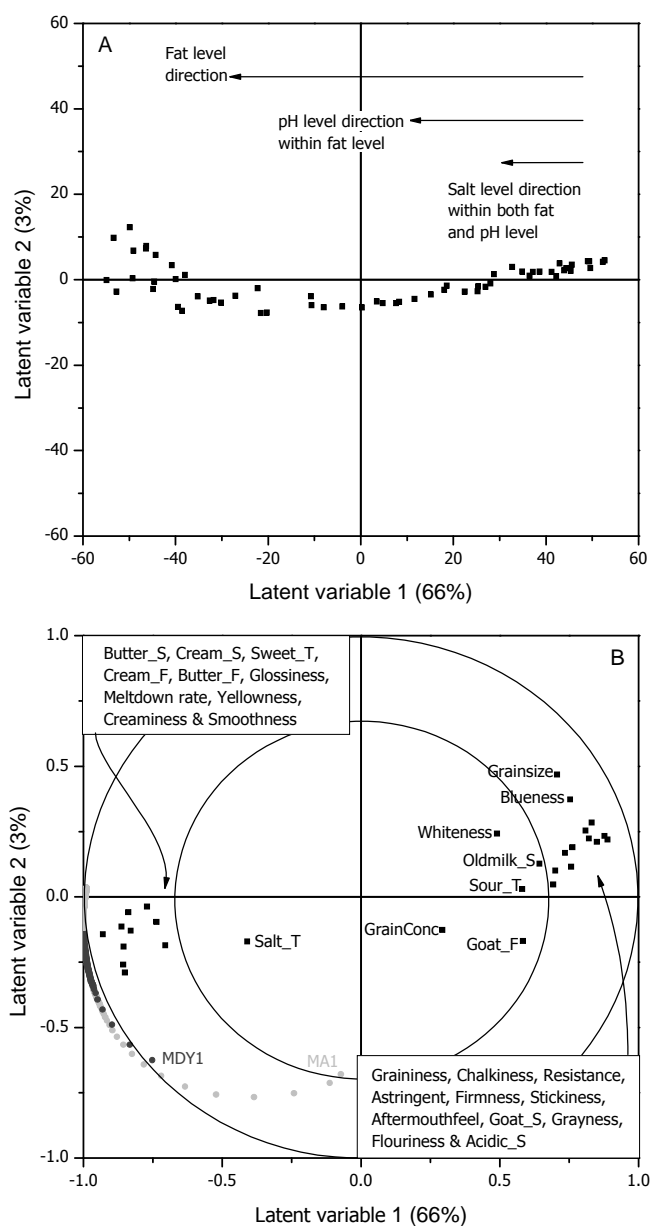 A
Fat level
direction
pH level direction
within fat level
Salt level direction
within both fat
and pH level
60
40
20
0
-20
-40
-60
-60 -40 -20 0 20 40 60
Latent variable 2 (3%)
Latent variable 1 (66%)
B
Butter_S, Cream_S, Sweet_T,
Cream_F, Butter_F, Glossiness,
Meltdown rate, Yellowness,
Creaminess & Smoothness
Grainsize
Blueness
Whiteness
Oldmilk_S
Sour_T
GrainConc
Goat_F
Salt_T
MDY1
MA1
Graininess, Chalkiness, Resistance,
Astringent, Firmness, Stickiness,
Aftermouthfeel, Goat_S, Grayness,
Flouriness & Acidic_S
1.0
0.5
0.0
-0.5
-1.0
-1.0 -0.5 0.0 0.5 1.0
Latent variable 2 (3%)
Latent variable 1 (66%)